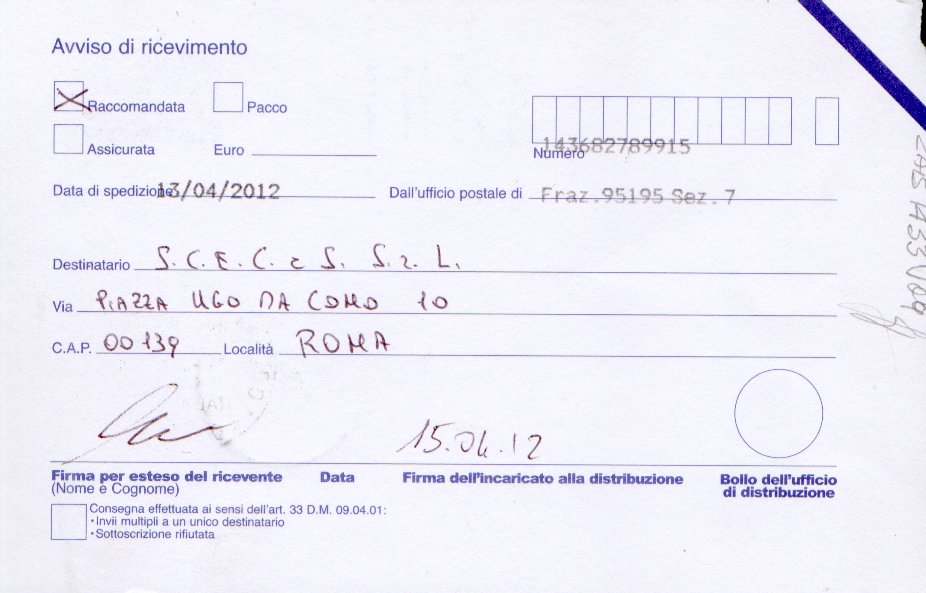 Avviso di ricevimento
Raccomandata Pacco
Assicurata Euro
143682789915
Numero
Data di spedizione 13/04/2012 Dall'ufficio postale di Fraz.95195 Sez.7
Destinatario S.C.E.C. e S. S.r.L.
Via PIAZZA UGO DA COMO 10
C.A.P. 00139 Località ROMA
15.04.12
Firma per esteso del ricevente Data Firma dell'incaricato alla distribuzione Bollo dell'ufficio
(Nome e Cognome) di distribuzione
Consegna effettuata ai sensi dell'art. 33 D.M. 09.04.01:
• Invii multipli a un unico destinatario
• Sottoscrizione rifiutata